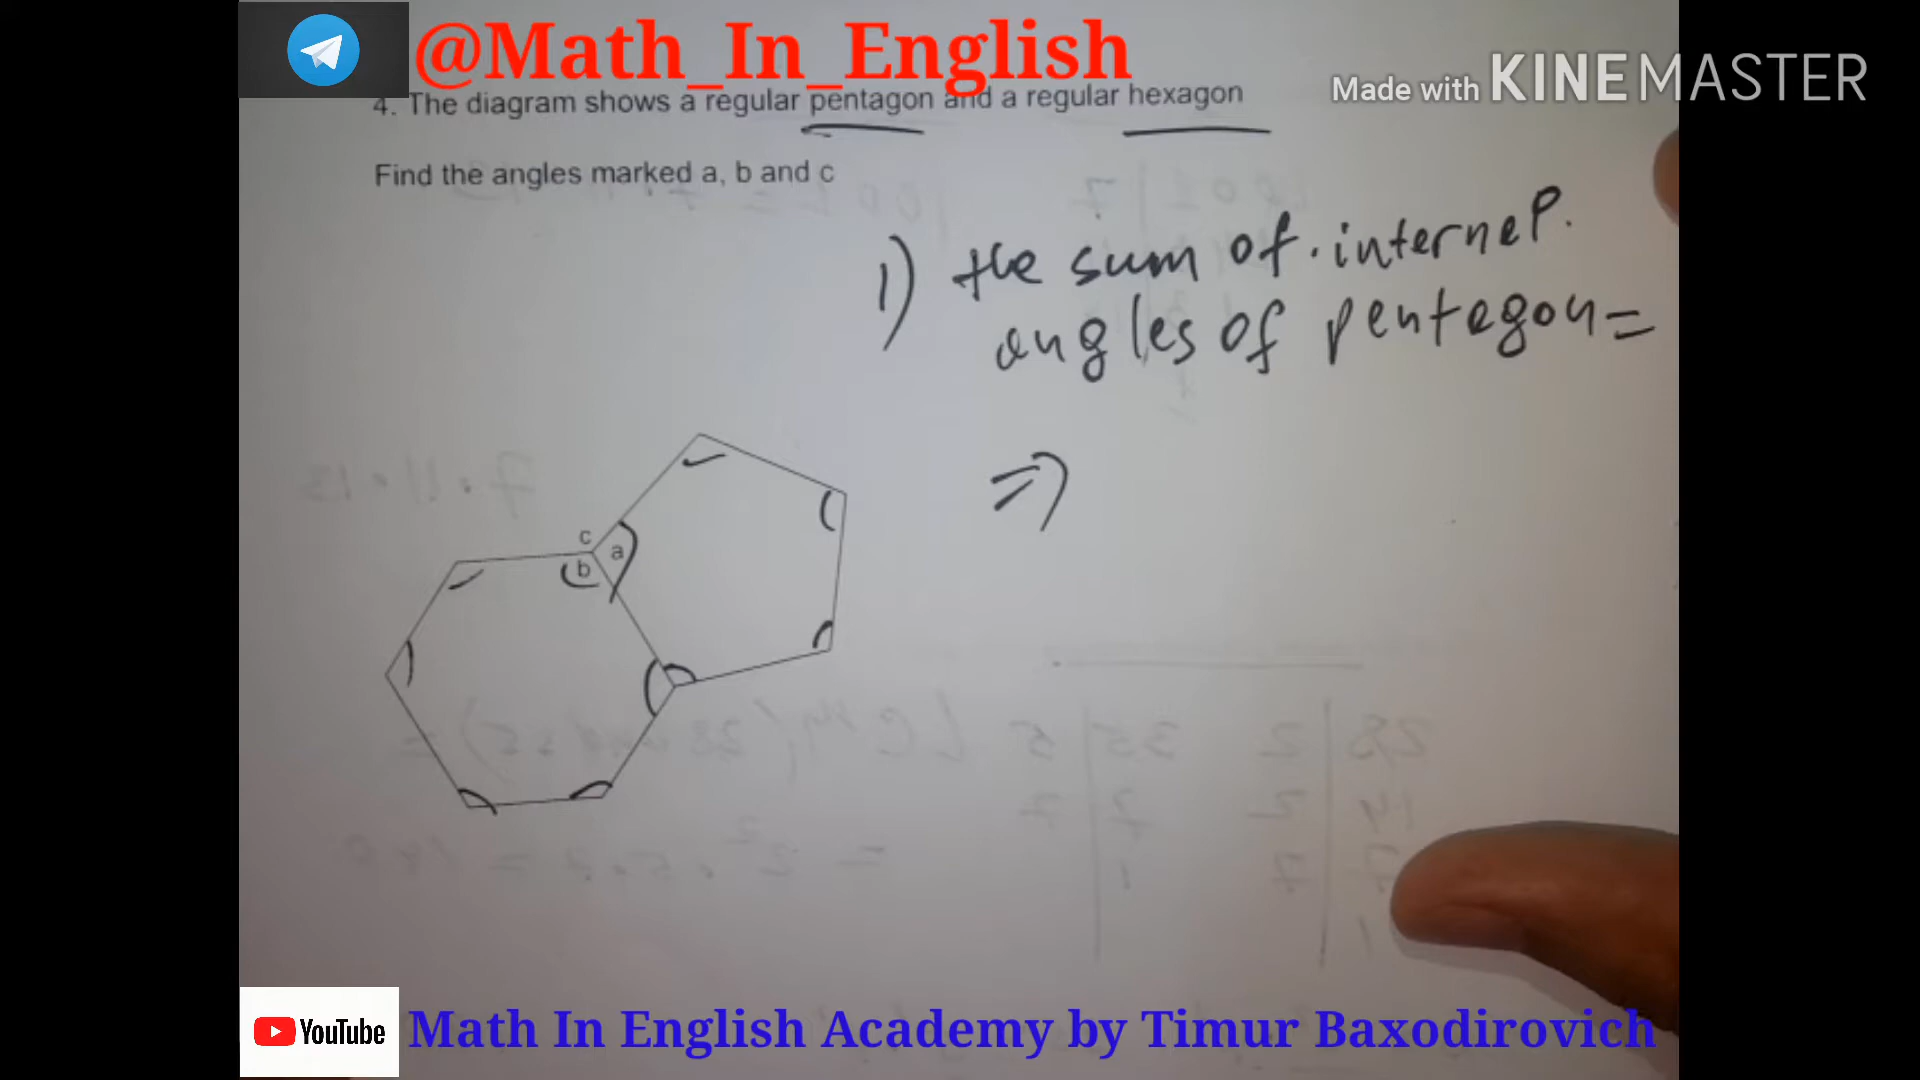 @Math_In_English
Made with KINEMASTER
4. The diagram shows a regular pentagon and a regular hexagon
Find the angles marked a, b and c
1) the sum of internel
angles of pentagon=
⇒
c
a
b
YouTube
Math In English Academy by Timur Baxodirovich